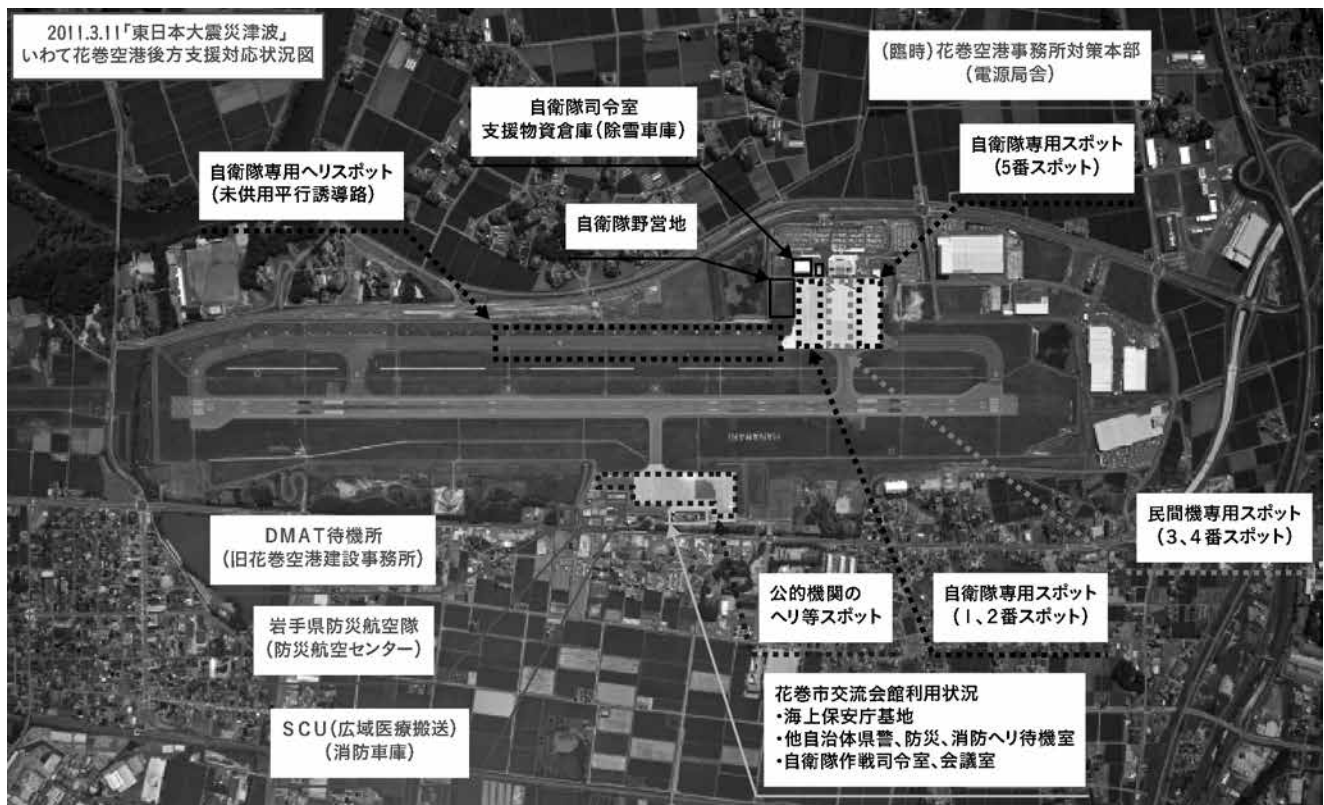 2011.3.11「東日本大震災津波」
いわて花巻空港後方支援対応状況図
(臨時)花巻空港事務所対策本部
(電源局舎)
自衛隊司令室
支援物資倉庫(除雪車庫)
自衛隊専用スポット
(5番スポット)
自衛隊専用ヘリスポット
(未供用平行誘導路)
自衛隊野営地
HANAMAKI
民間機専用スポット
(3、4番スポット)
DMAT待機所
(旧花巻空港建設事務所)
公的機関の
ヘリ等スポット
自衛隊専用スポット
(1、2番スポット)
岩手県防災航空隊
(防災航空センター)
花巻市交流会館利用状況
・海上保安庁基地
・他自治体県警、防災、消防ヘリ待機室
・自衛隊作戦司令室、会議室
SCU(広域医療搬送)
(消防車庫)